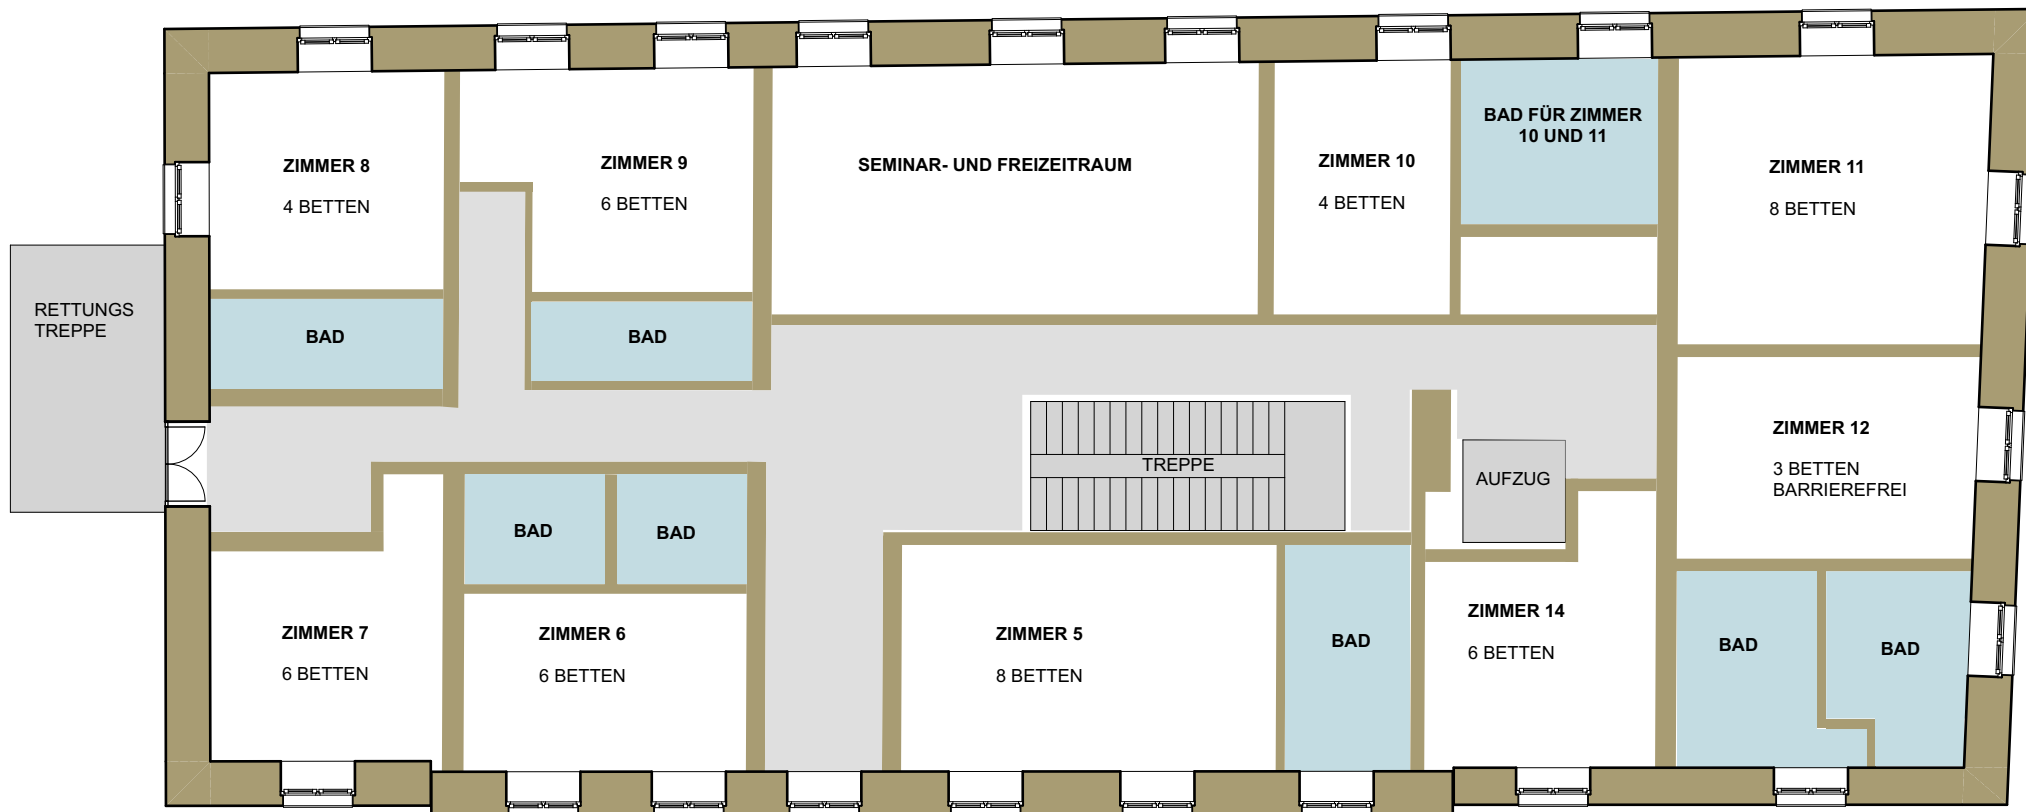 ZIMMER 8
4 BETTEN
ZIMMER 9
6 BETTEN
SEMINAR- UND FREIZEITRAUM
ZIMMER 10
4 BETTEN
BAD FÜR ZIMMER
10 UND 11
ZIMMER 11
8 BETTEN
RETTUNGS
TREPPE
BAD
BAD
TREPPE
AUFZUG
ZIMMER 12
3 BETTEN
BARRIEREFREI
BAD
BAD
ZIMMER 7
6 BETTEN
ZIMMER 6
6 BETTEN
ZIMMER 5
8 BETTEN
BAD
ZIMMER 14
6 BETTEN
BAD
BAD